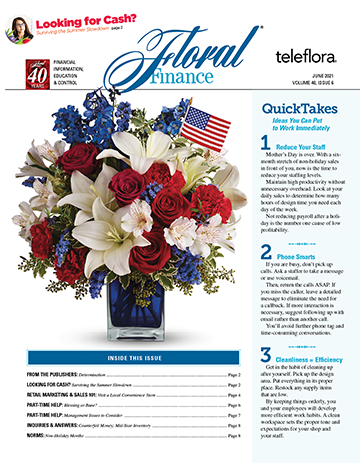 Looking for Cash?
Surviving the Summer Slowdown page 2
40
YEARS
FINANCIAL
INFORMATION,
EDUCATION
& CONTROL
Floral
Finance®
teleflora®
JUNE 2021
VOLUME 40, ISSUE 6
QuickTakes
Ideas You Can Put
to Work Immediately
1 Reduce Your Staff
Mother's Day is over. With a six-
month stretch of non-holiday sales
in front of you, now is the time to
reduce your staffing levels.
Maintain high productivity without
unnecessary overhead. Look at your
daily sales to determine how many
hours of design time you need each
day of the week.
Not reducing payroll after a holi-
day is the number one cause of low
profitability.
2 Phone Smarts
If you are busy, don't pick up
calls. Ask a staffer to take a message
or use voicemail.
Then, return the calls ASAP. If
you miss the caller, leave a detailed
message to eliminate the need for
a callback. If more interaction is
necessary, suggest following up with
email rather than another call.
You'll avoid further phone tag and
time-consuming conversations.
3 Cleanliness = Efficiency
Get in the habit of cleaning up
after yourself. Pick up the design
area. Put everything in its proper
place. Restock any supply items
that are low.
By keeping things orderly, you
and your employees will develop
more efficient work habits. A clean
workspace sets the proper tone and
expectations for your shop and
your staff.
INSIDE THIS ISSUE
FROM THE PUBLISHERS: Determination Page 2
LOOKING FOR CASH? Surviving the Summer Slowdown Page 2
RETAIL MARKETING & SALES 101: Visit a Local Convenience Store Page 4
PART-TIME HELP: Blessing or Bane? Page 6
PART-TIME HELP: Management Issues to Consider Page 7
INQUIRIES & ANSWERS: Counterfeit Money, Mid-Year Inventory Page 8
NORMS: Non-Holiday Months Page 8